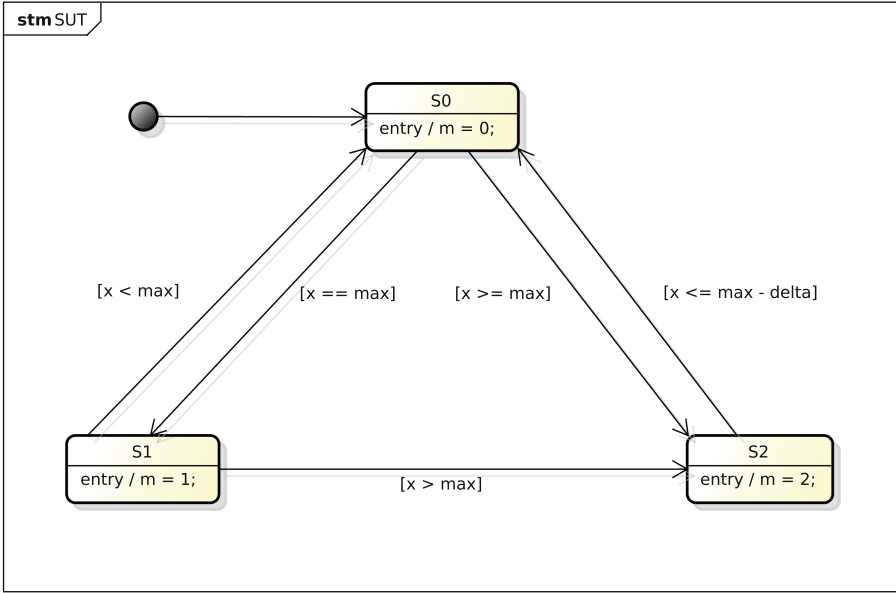 stm SUT
S0
entry / m = 0;
[x < max]
[x == max]
[x >= max]
[x <= max - delta]
S1
entry / m = 1;
[x > max]
S2
entry / m = 2;